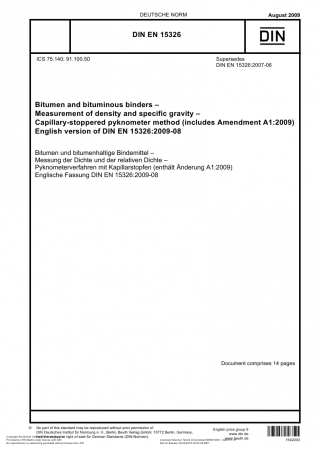 DEUTSCHE NORM
August 2009
DIN EN 15326
DIN
ICS 75.140; 91.100.50
Supersedes
DIN EN 15326:2007-06
Bitumen and bituminous binders –
Measurement of density and specific gravity –
Capillary-stoppered pyknometer method (includes Amendment A1:2009)
English version of DIN EN 15326:2009-08
Bitumen und bitumenhaltige Bindemittel –
Messung der Dichte und der relativen Dichte –
Pyknometerverfahren mit Kapillarstopfen (enthält Änderung A1:2009)
Englische Fassung DIN EN 15326:2009-08
Document comprises 14 pages
© No part of this standard may be reproduced without prior permission of
DIN Deutsches Institut für Normung e. V., Berlin. Beuth Verlag GmbH, 10772 Berlin, Germany,
right of sale for German Standards (DIN-Normen).
English price group 9
www.din.de
www.beuth.de